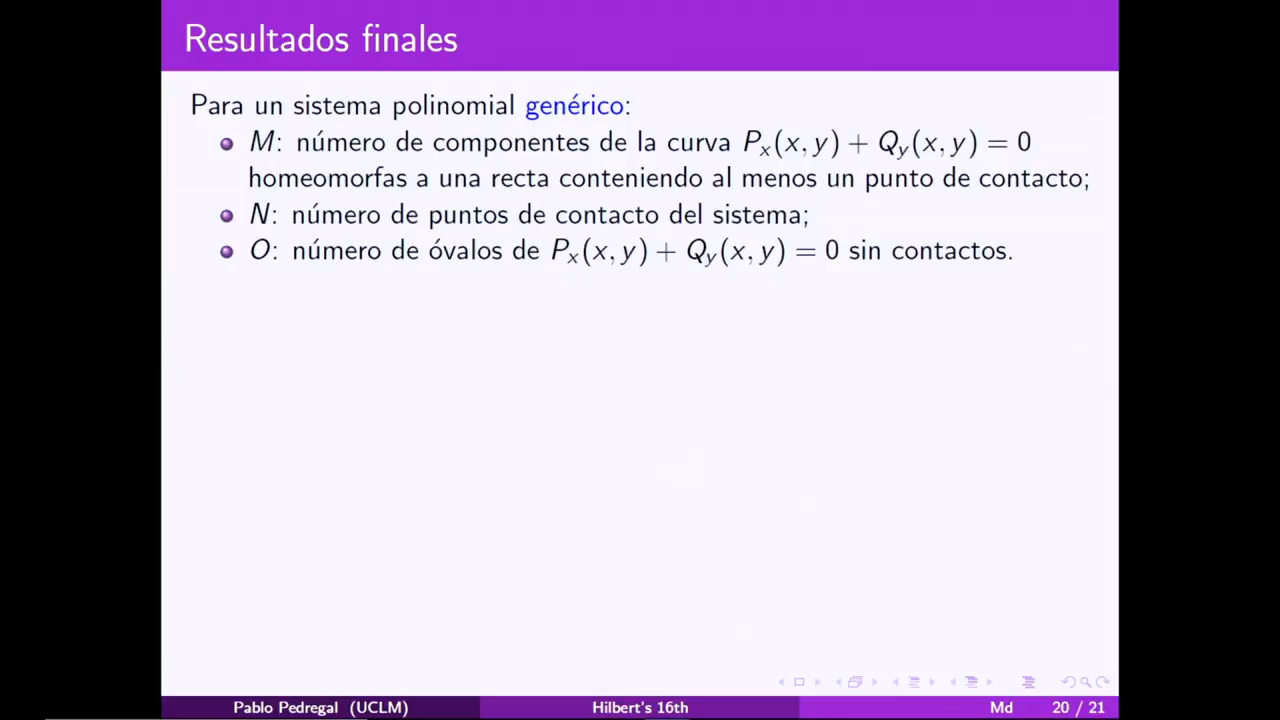 Resultados finales
Para un sistema polinomial genérico:
M: número de componentes de la curva Pₓ(x, y) + Q_y(x, y) = 0
homeomorfas a una recta conteniendo al menos un punto de contacto;
N: número de puntos de contacto del sistema;
O: número de óvalos de Pₓ(x, y) + Q_y(x, y) = 0 sin contactos.
Pablo Pedregal (UCLM) Hilbert's 16th Md 20 / 21